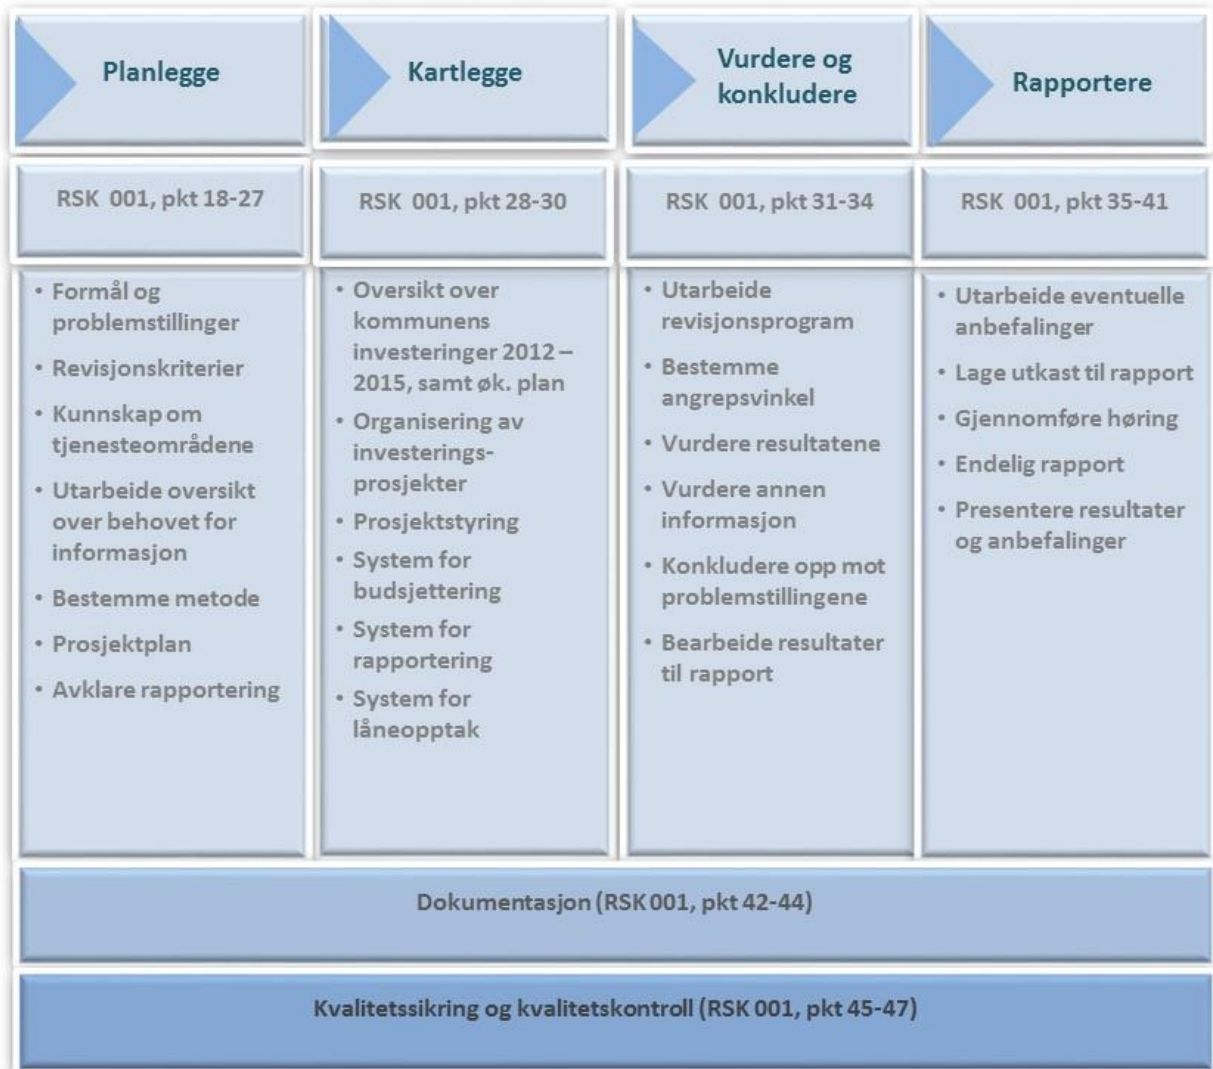 Planlegge
Kartlegge
Vurdere og
konkludere
Rapportere
RSK 001, pkt 18-27
RSK 001, pkt 28-30
RSK 001, pkt 31-34
RSK 001, pkt 35-41
• Formål og
problemstillinger
• Revisjonskriterier
• Kunnskap om
tjenesteområdene
• Utarbeide oversikt
over behovet for
informasjon
• Bestemme metode
• Prosjektplan
• Avklare rapportering
• Oversikt over
kommunens
investeringer 2012 –
2015, samt øk. plan
• Organisering av
investerings-
prosjekter
• Prosjektstyring
• System for
budsjettering
• System for
rapportering
• System for
låneopptak
• Utarbeide
revisjonsprogram
• Bestemme
angrepsvinkel
• Vurdere resultatene
• Vurdere annen
informasjon
• Konkludere opp mot
problemstillingene
• Bearbeide resultater
til rapport
• Utarbeide eventuelle
anbefalinger
• Lage utkast til rapport
• Gjennomføre høring
• Endelig rapport
• Presentere resultater
og anbefalinger
Dokumentasjon (RSK 001, pkt 42-44)
Kvalitetssikring og kvalitetskontroll (RSK 001, pkt 45-47)